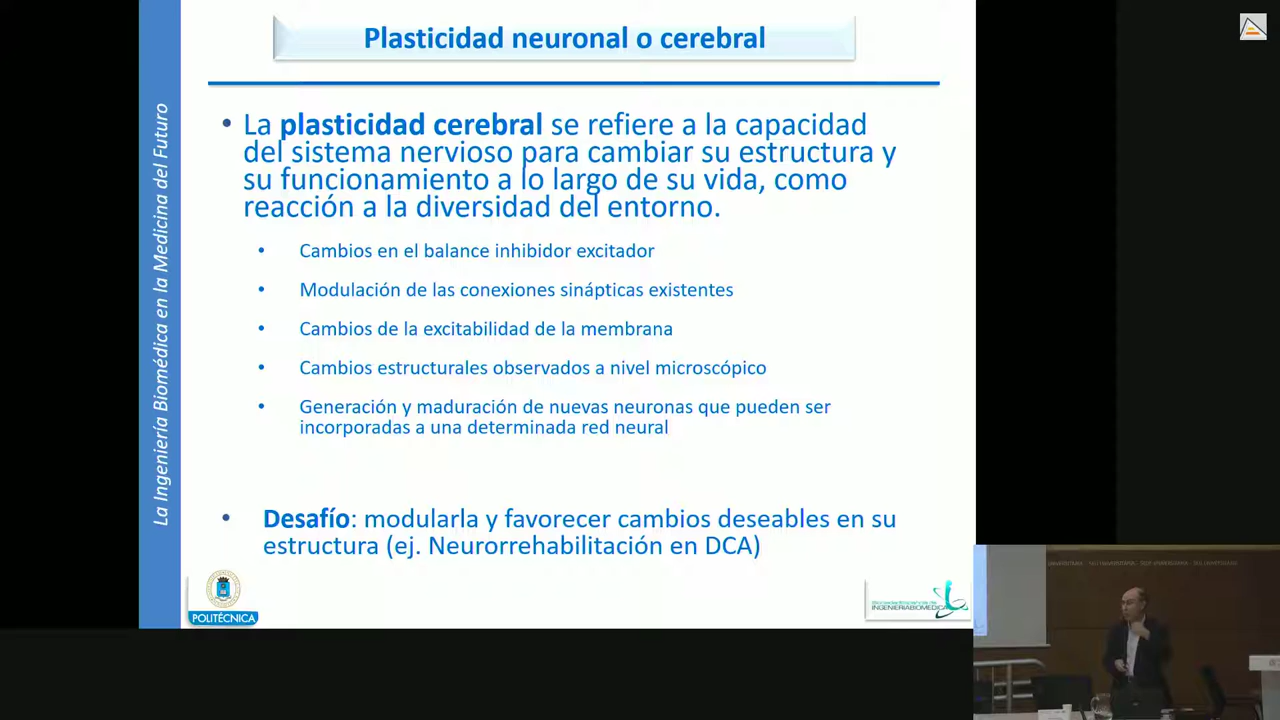 Plasticidad neuronal o cerebral
La Ingeniería Biomédica en la Medicina del Futuro
• La plasticidad cerebral se refiere a la capacidad
del sistema nervioso para cambiar su estructura y
su funcionamiento a lo largo de su vida, como
reacción a la diversidad del entorno.
• Cambios en el balance inhibidor excitador
• Modulación de las conexiones sinápticas existentes
• Cambios de la excitabilidad de la membrana
• Cambios estructurales observados a nivel microscópico
• Generación y maduración de nuevas neuronas que pueden ser
incorporadas a una determinada red neural
• Desafío: modularla y favorecer cambios deseables en su
estructura (ej. Neurorrehabilitación en DCA)
POLITÉCNICA
INGENIERIABIOMEDICA